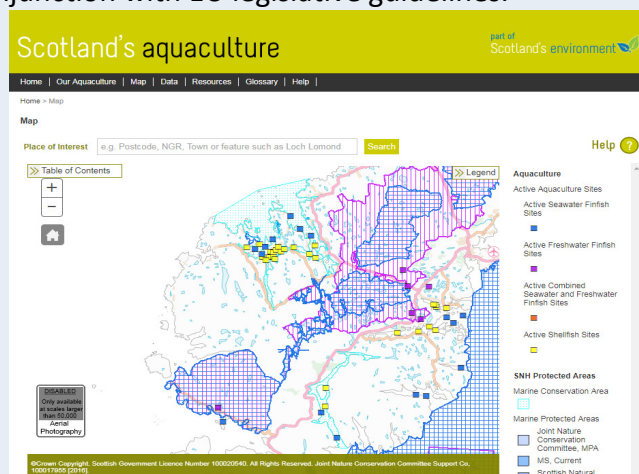 junction with EU legislative guidelines.
Scotland's aquaculture
part of
Scotland's environment
Home | Our Aquaculture | Map | Data | Resources | Glossary | Help |
Home > Map
Map
Place of Interest e.g. Postcode, NGR, Town or feature such as Loch Lomond Search Help ?
>> Table of Contents
>> Legend
+
−
DISABLED
Only available
at scales larger
than 50,000
Aerial
Photography
Aquaculture
Active Aquaculture Sites
Active Seawater Finfish
Sites
Active Freshwater Finfish
Sites
Active Combined
Seawater and Freshwater
Finfish Sites
Active Shellfish Sites
SNH Protected Areas
Marine Conservation Area
Marine Protected Areas
Joint Nature
Conservation
Committee, MPA
MS, Current
Scottish Natural
©Crown Copyright. Scottish Government Licence Number 100020540. All Rights Reserved. Joint Nature Conservation Committee Support Co,
100017955 [2016].